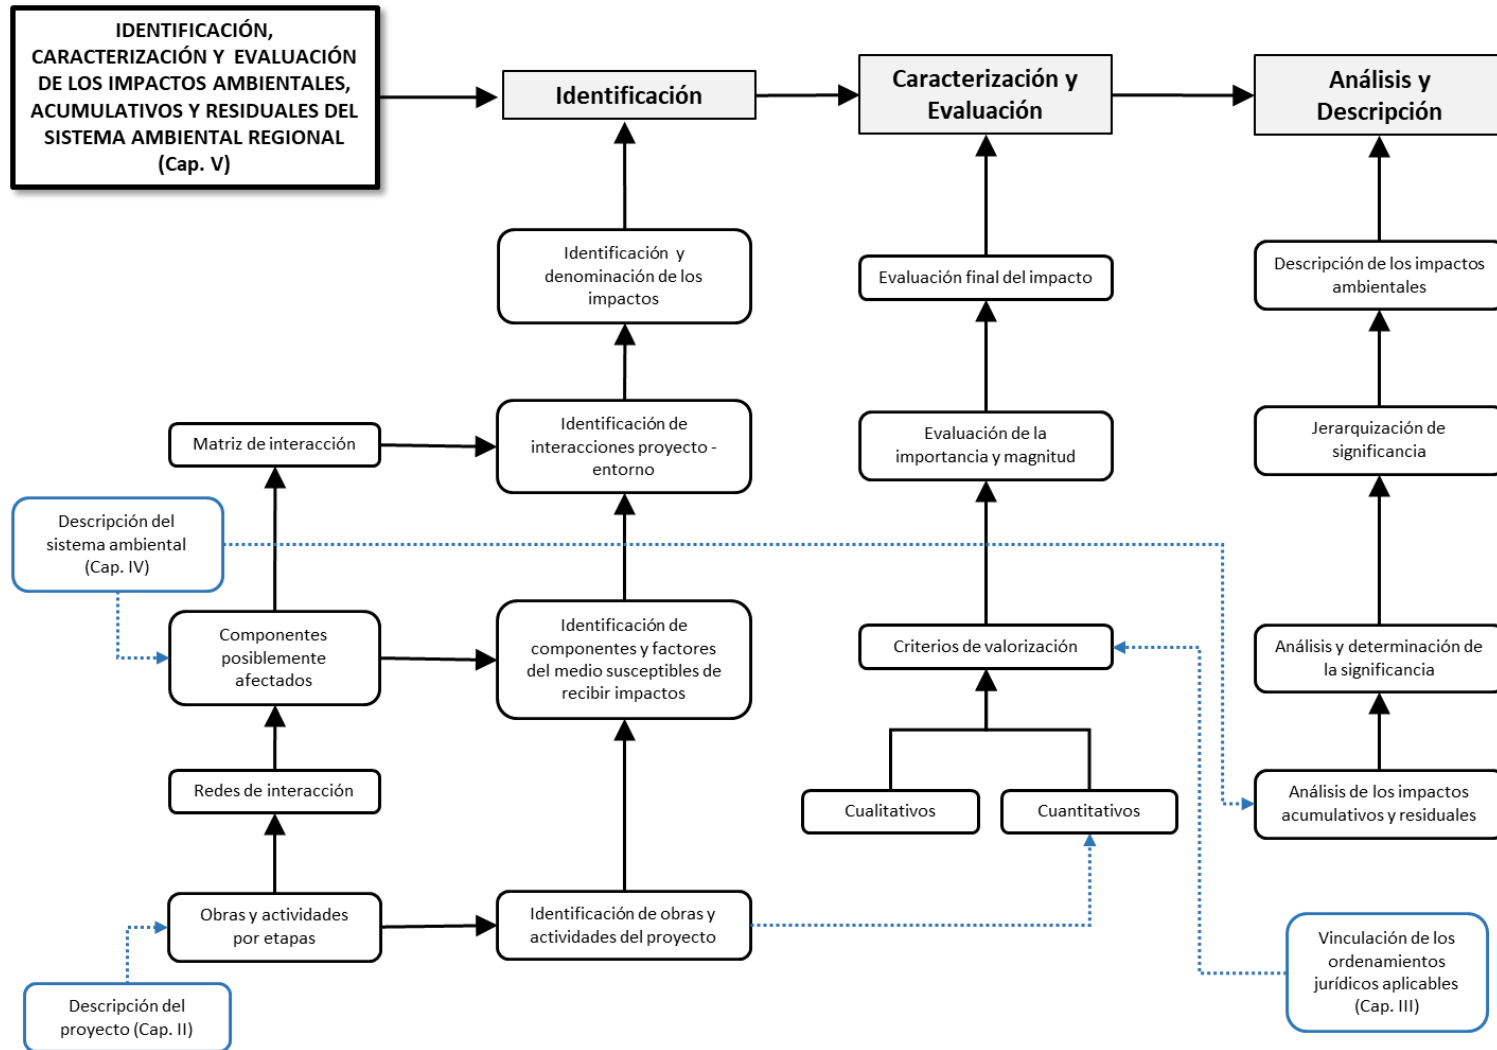 IDENTIFICACIÓN,
CARACTERIZACIÓN Y EVALUACIÓN
DE LOS IMPACTOS AMBIENTALES,
ACUMULATIVOS Y RESIDUALES DEL
SISTEMA AMBIENTAL REGIONAL
(Cap. V)
Identificación
Caracterización y
Evaluación
Análisis y
Descripción
Identificación y
denominación de los
impactos
Evaluación final del impacto
Descripción de los impactos
ambientales
Matriz de interacción
Identificación de
interacciones proyecto -
entorno
Evaluación de la
importancia y magnitud
Jerarquización de
significancia
Descripción del
sistema ambiental
(Cap. IV)
Componentes
posiblemente
afectados
Identificación de
componentes y factores
del medio susceptibles de
recibir impactos
Criterios de valorización
Análisis y determinación de
la significancia
Redes de interacción
Cualitativos
Cuantitativos
Análisis de los impactos
acumulativos y residuales
Obras y actividades
por etapas
Identificación de obras y
actividades del proyecto
Vinculación de los
ordenamientos
jurídicos aplicables
(Cap. III)
Descripción del
proyecto (Cap. II)